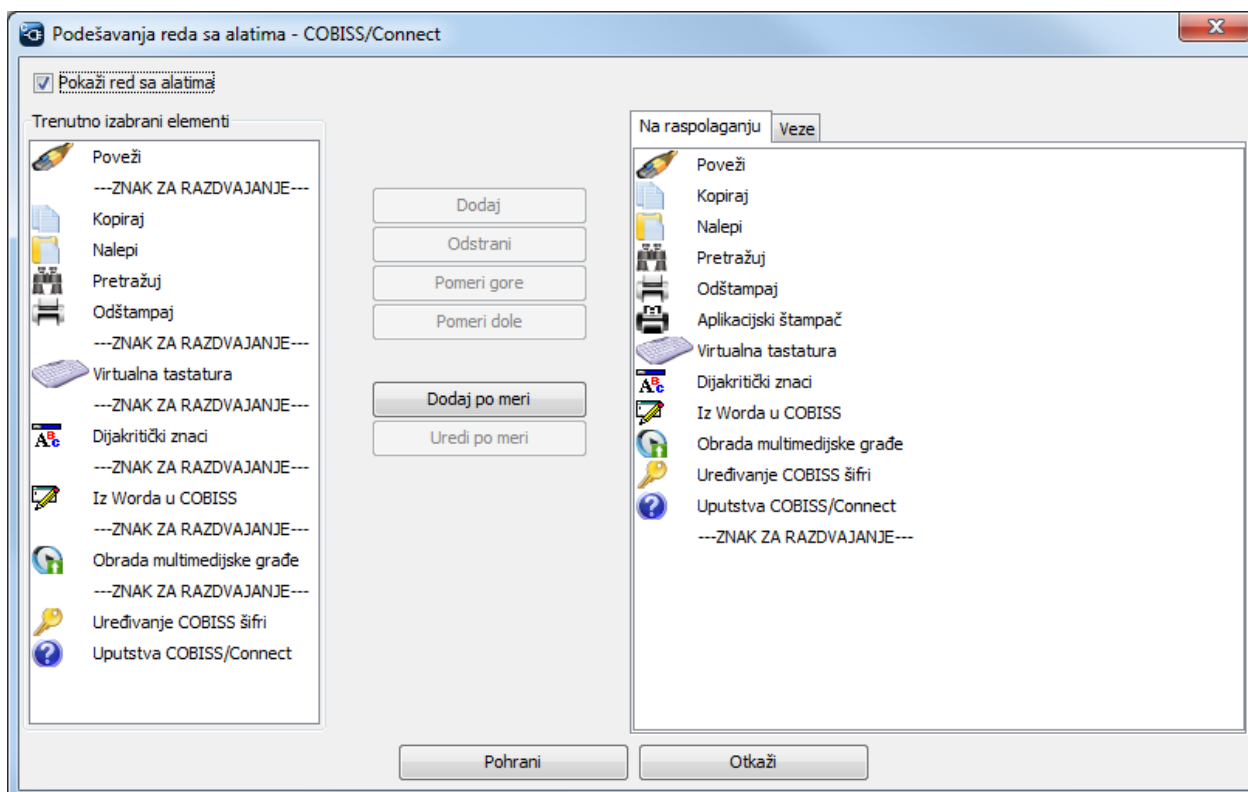 Podešavanja reda sa alatima - COBISS/Connect
Pokaži red sa alatima
Trenutno izabrani elementi
Poveži
---ZNAK ZA RAZDVAJANJE---
Kopiraj
Nalepi
Pretražuj
Odštampaj
---ZNAK ZA RAZDVAJANJE---
Virtualna tastatura
---ZNAK ZA RAZDVAJANJE---
Dijakritički znaci
---ZNAK ZA RAZDVAJANJE---
Iz Worda u COBISS
---ZNAK ZA RAZDVAJANJE---
Obrada multimedijske građe
---ZNAK ZA RAZDVAJANJE---
Uređivanje COBISS šifri
Uputstva COBISS/Connect
Dodaj
Odstrani
Pomeri gore
Pomeri dole
Dodaj po meri
Uredi po meri
Na raspolaganju
Veze
Poveži
Kopiraj
Nalepi
Pretražuj
Odštampaj
Aplikacijski štampač
Virtualna tastatura
Dijakritički znaci
Iz Worda u COBISS
Obrada multimedijske građe
Uređivanje COBISS šifri
Uputstva COBISS/Connect
---ZNAK ZA RAZDVAJANJE---
Pohrani
Otkaži